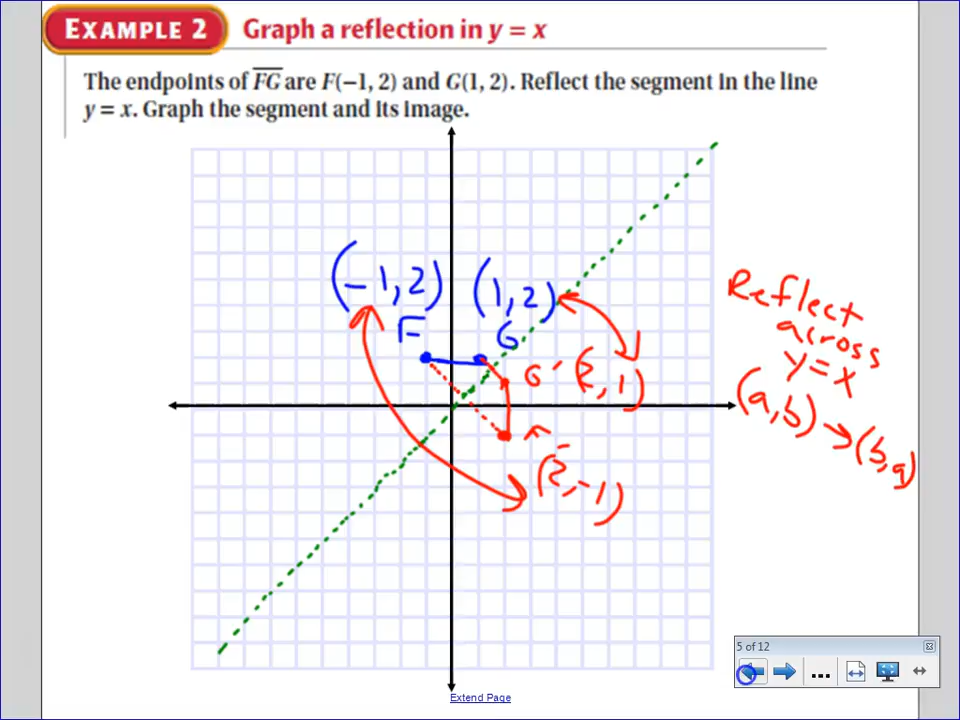 EXAMPLE 2 Graph a reflection in y = x
The endpoints of FG are F(−1, 2) and G(1, 2). Reflect the segment in the line
y = x. Graph the segment and its image.
(-1,2) (1,2)
F G
G' (2,1)
(2,-1)
Reflect
across
y=x
(a,b)→(b,a)
5 of 12
...
Extend Page